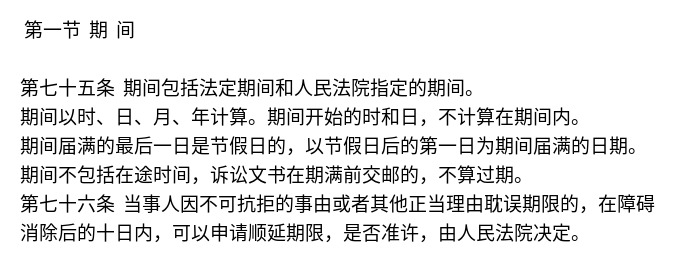 第一节 期 间
第七十五条 期间包括法定期间和人民法院指定的期间。
期间以时、日、月、年计算。期间开始的时和日，不计算在期间内。
期间届满的最后一日是节假日的，以节假日后的第一日为期间届满的日期。
期间不包括在途时间，诉讼文书在期满前交邮的，不算过期。
第七十六条 当事人因不可抗拒的事由或者其他正当理由耽误期限的，在障碍
消除后的十日内，可以申请顺延期限，是否准许，由人民法院决定。